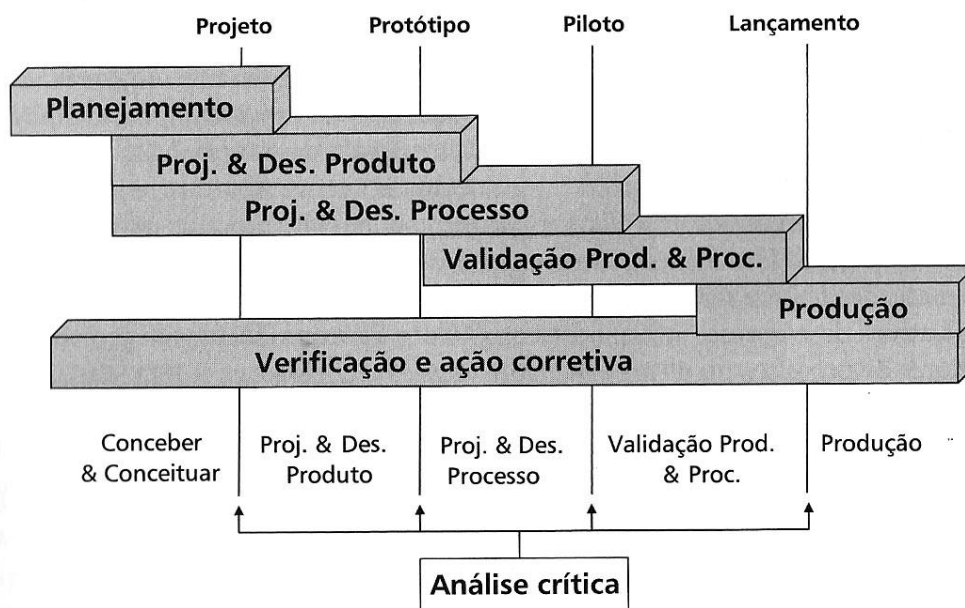 Projeto Protótipo Piloto Lançamento
Planejamento
Proj. & Des. Produto
Proj. & Des. Processo
Validação Prod. & Proc.
Produção
Verificação e ação corretiva
Conceber
& Conceituar
Proj. & Des.
Produto
Proj. & Des.
Processo
Validação Prod.
& Proc.
Produção
Análise crítica